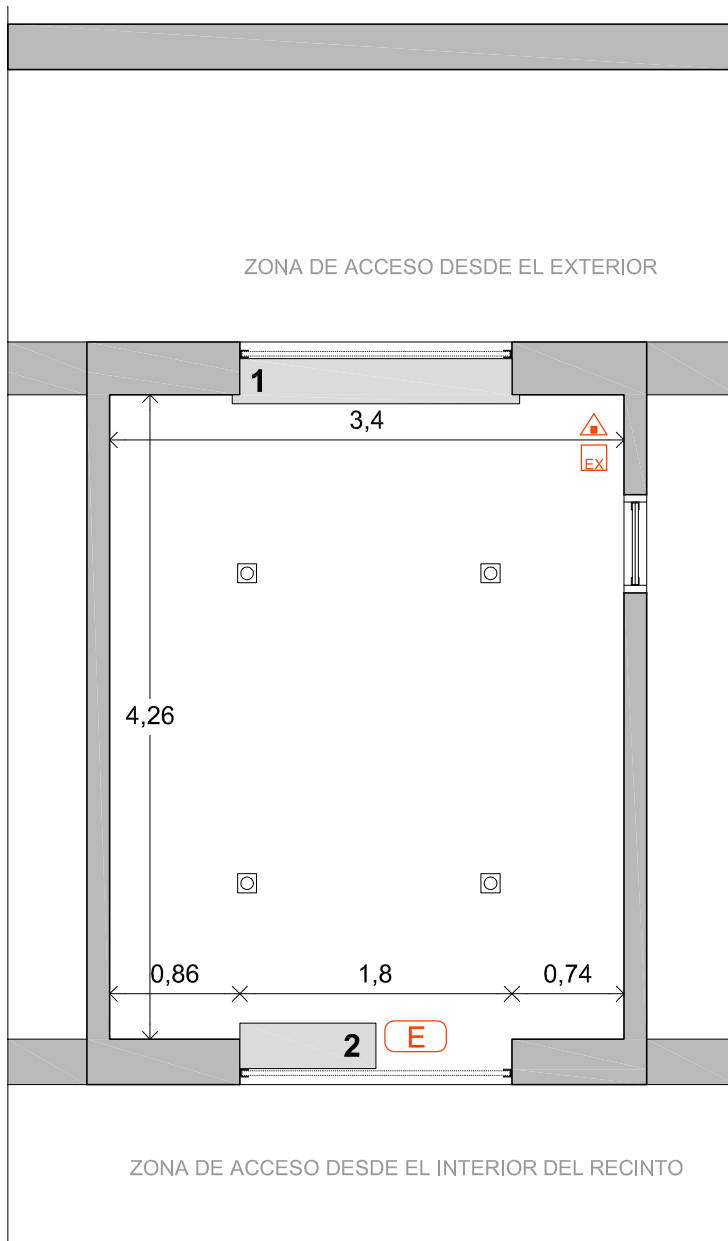 ZONA DE ACCESO DESDE EL EXTERIOR
1
3,4
EX
4,26
0,86
1,8
0,74
2
E
ZONA DE ACCESO DESDE EL INTERIOR DEL RECINTO